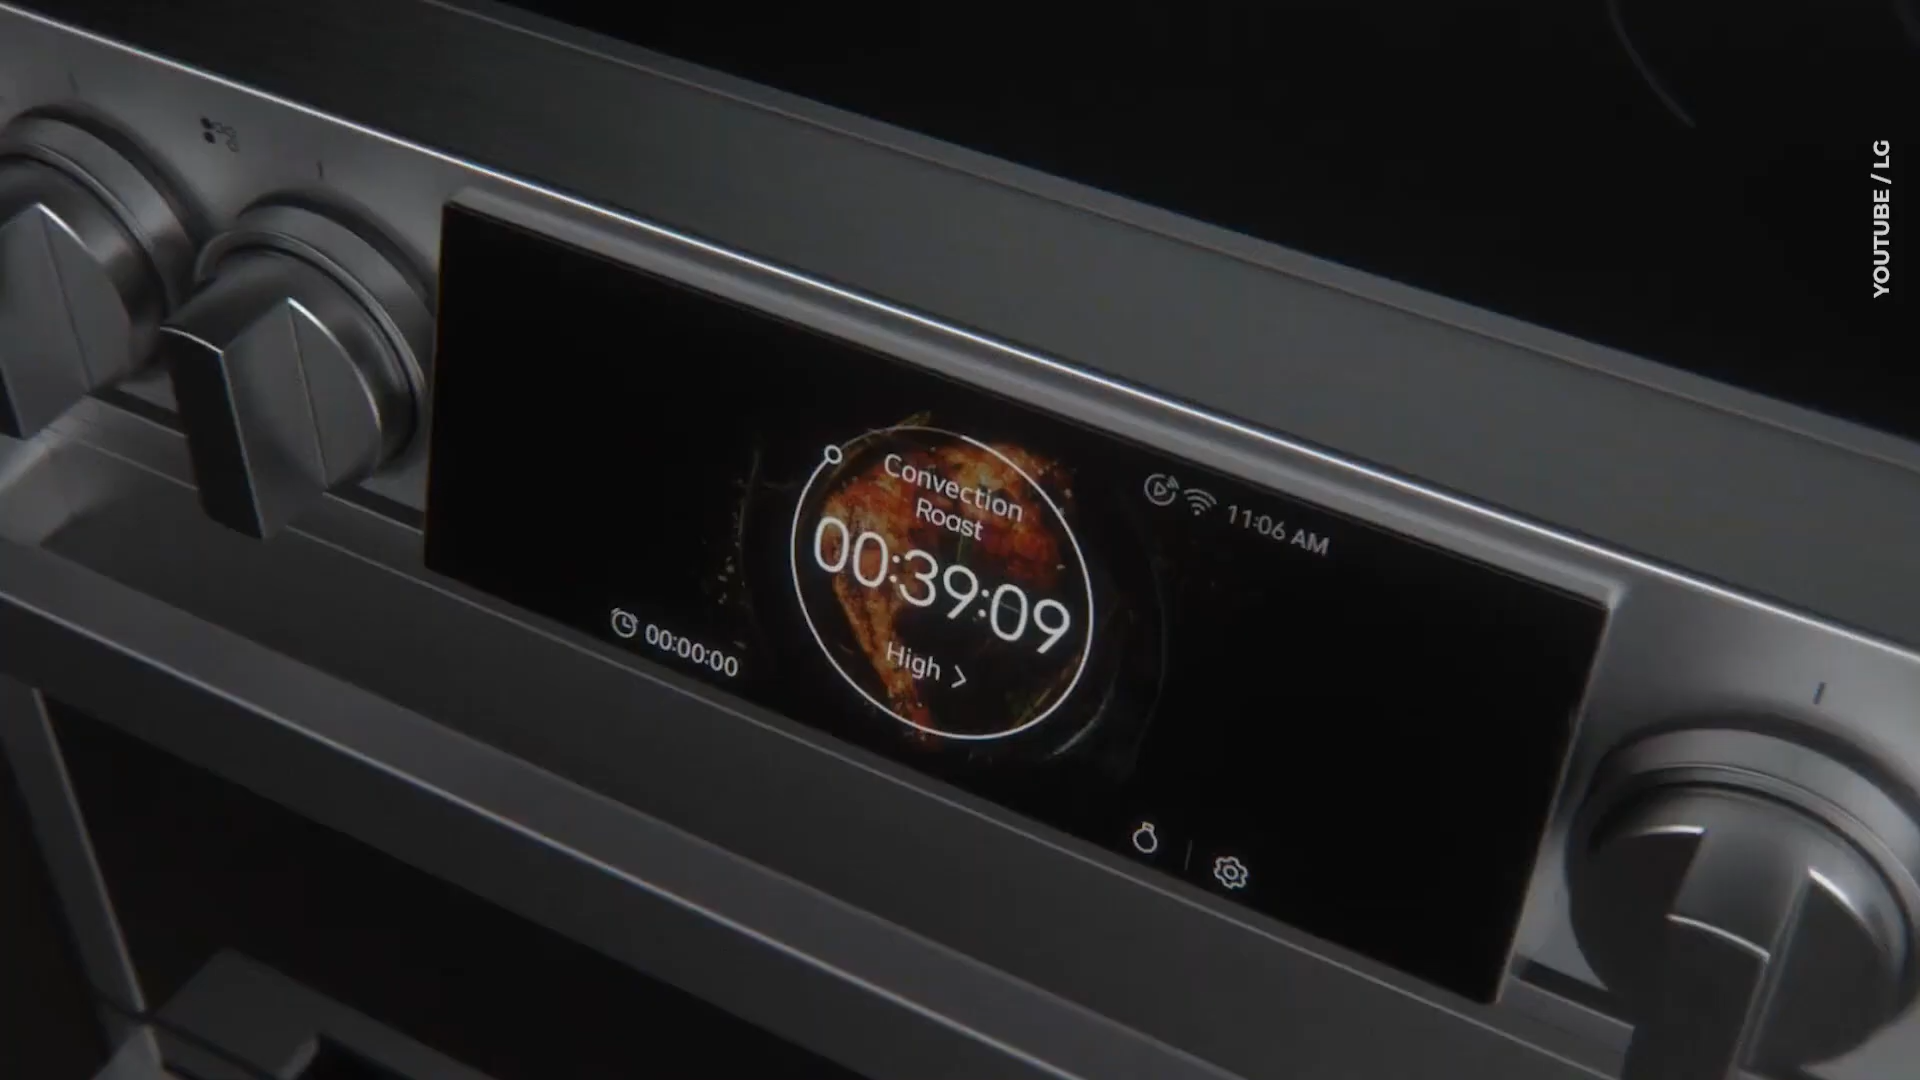 Convection
Roast
00:39:09
High >
11:06 AM
00:00:00
YOUTUBE / LG